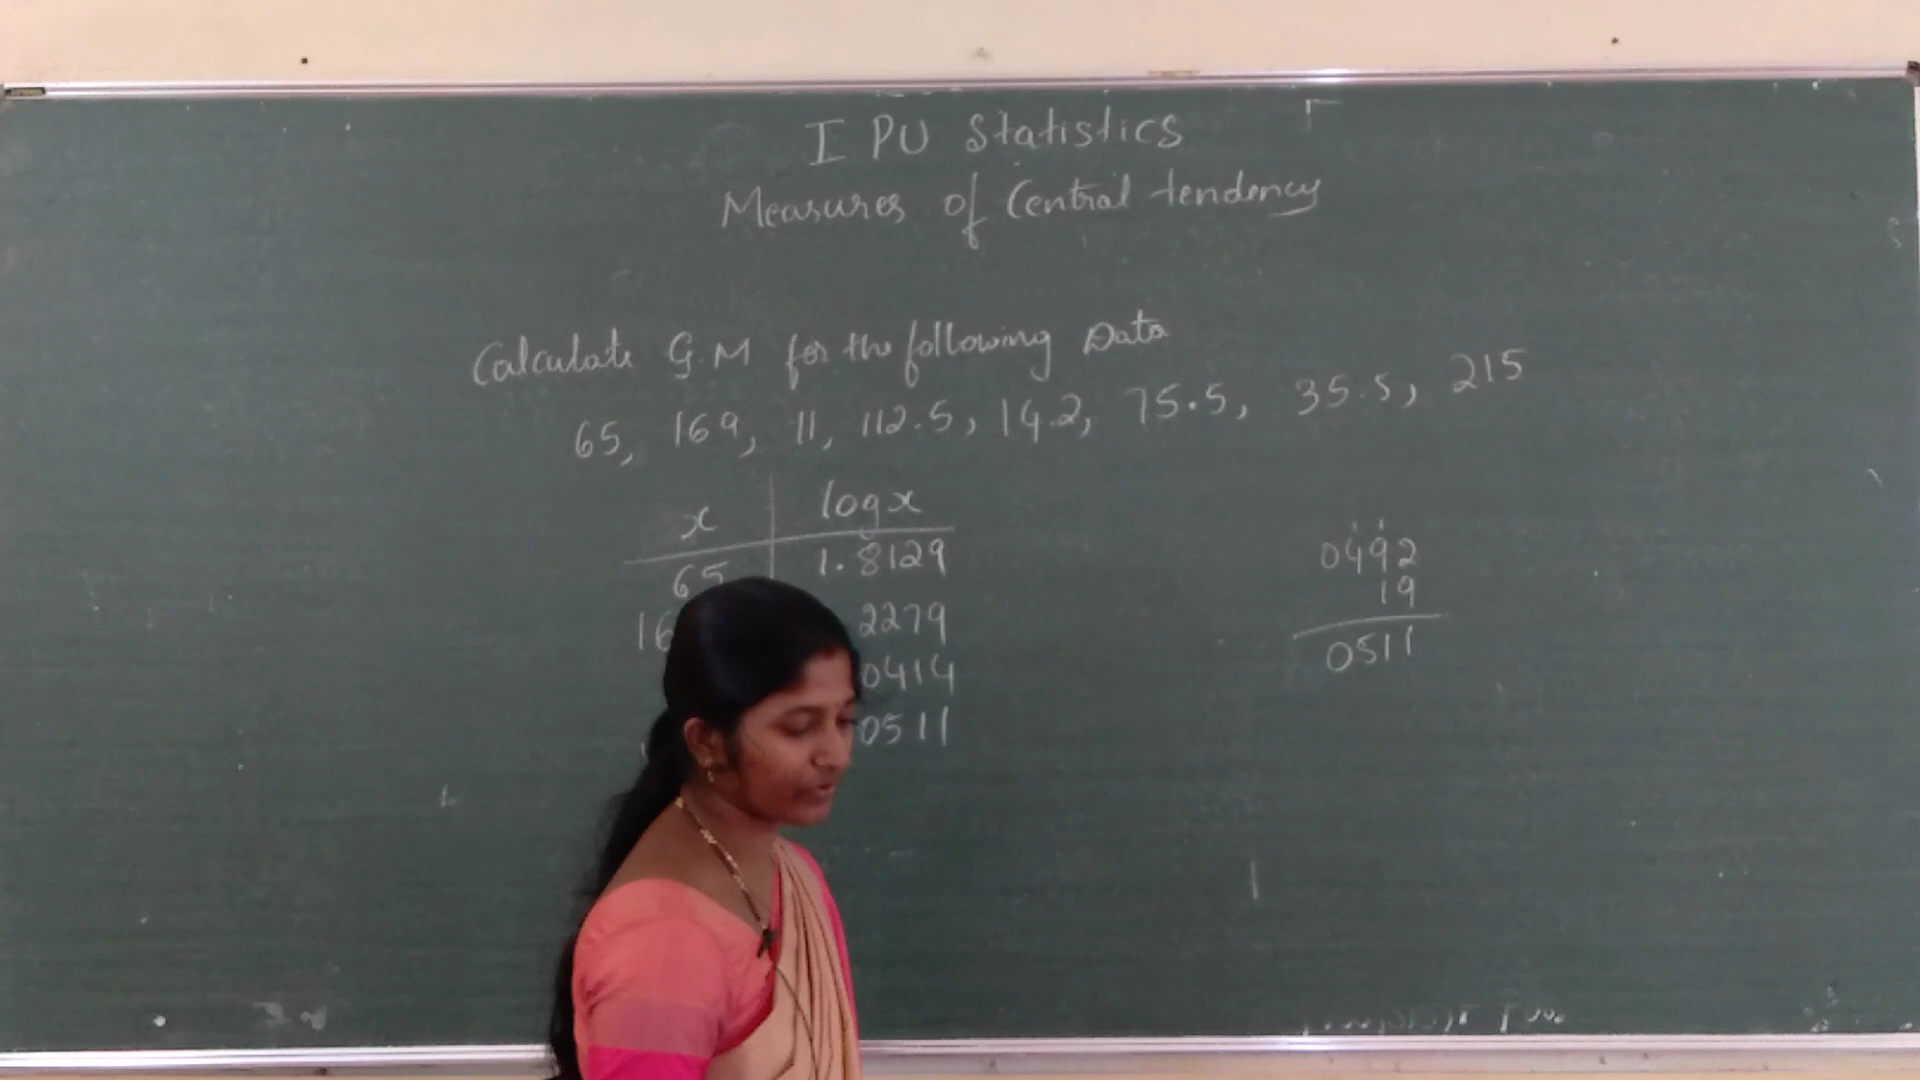 I PU Statistics
Measures of Central tendency
Calculate G.M for the following Data
65, 169, 11, 112.5, 14.2, 75.5, 35.5, 215
x log x
65 1.8129
16 2279
0414
0511
0492
19
0511